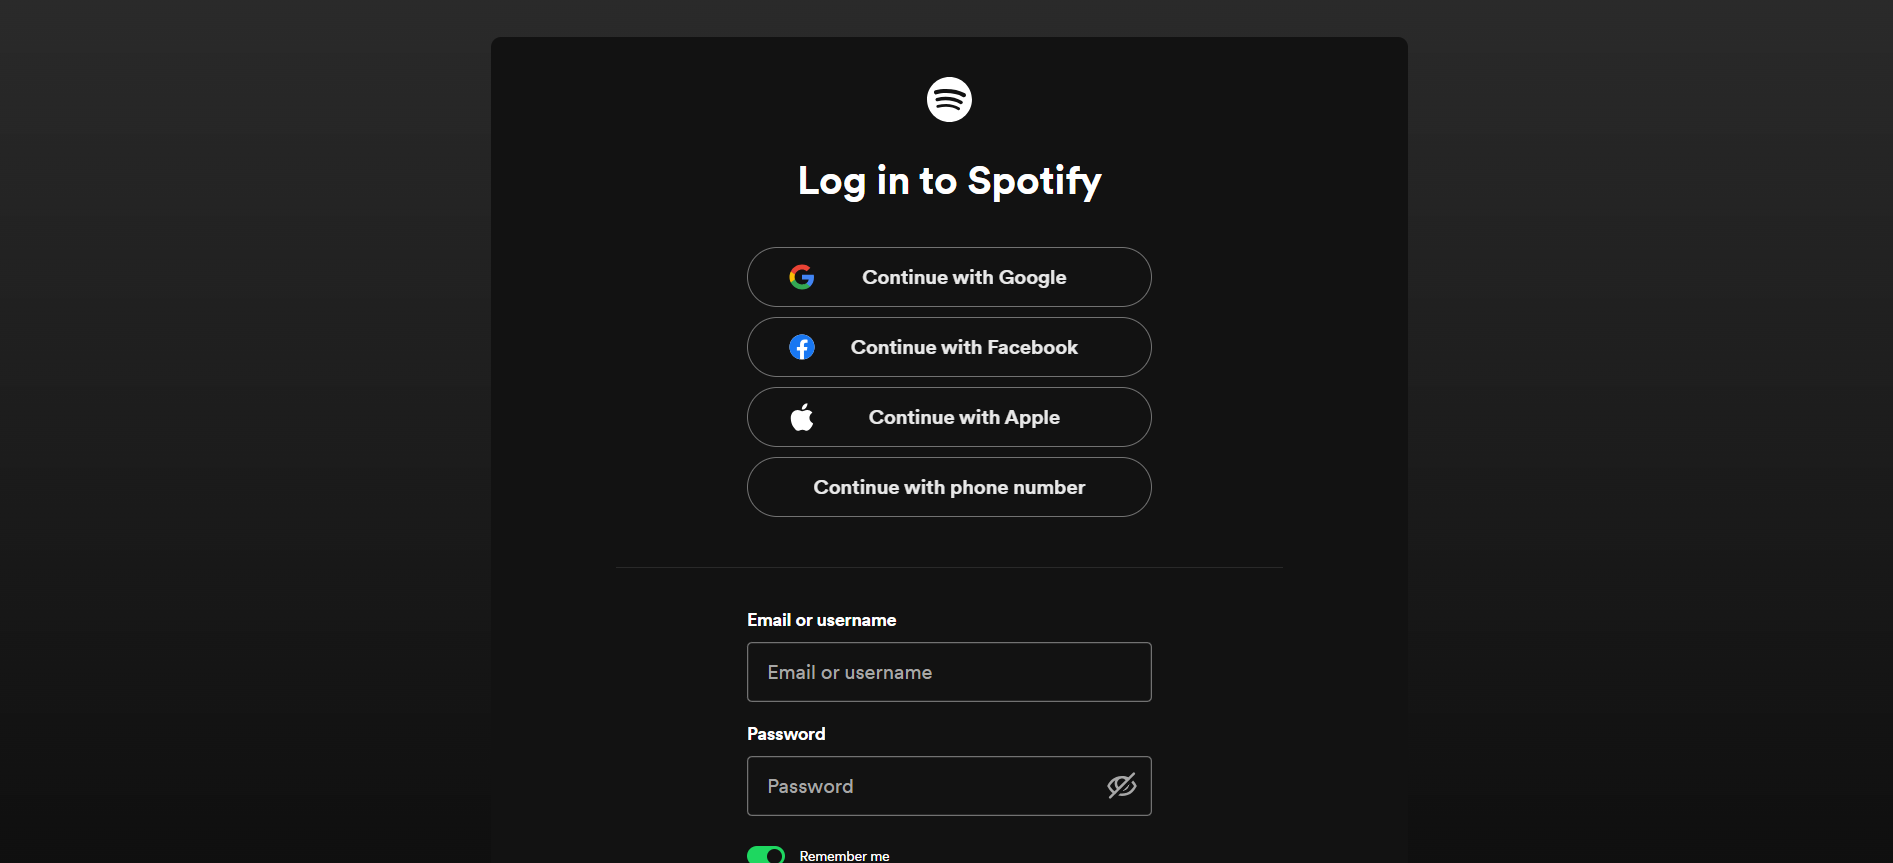 Log in to Spotify
Continue with Google
Continue with Facebook
Continue with Apple
Continue with phone number
Email or username
Email or username
Password
Password
Remember me